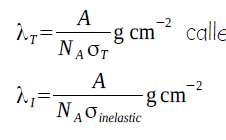 λ_T = A / (N_A σ_T) g cm⁻² calle
λ_I = A / (N_A σ_inelastic) g cm⁻²